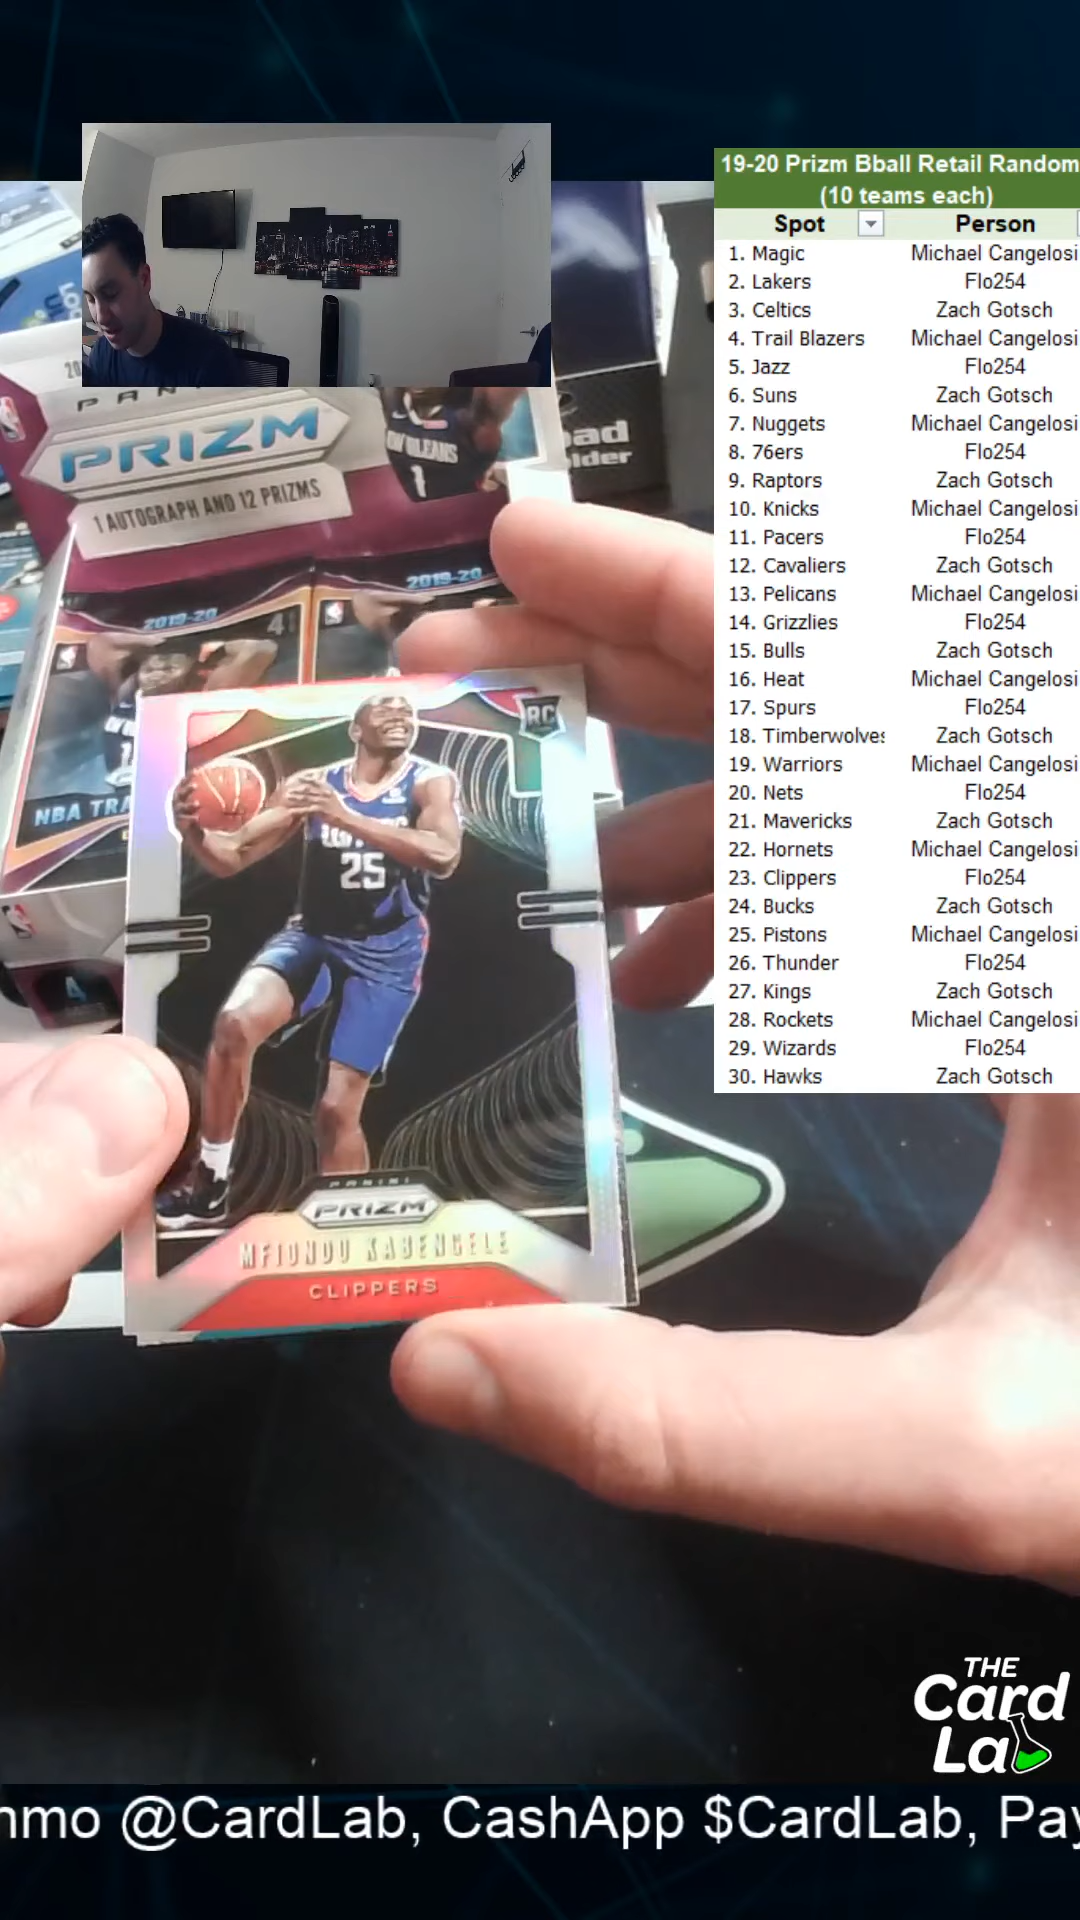 19-20 Prizm Bball Retail Random
(10 teams each)
Spot Person
1. Magic Michael Cangelosi
2. Lakers Flo254
3. Celtics Zach Gotsch
4. Trail Blazers Michael Cangelosi
5. Jazz Flo254
6. Suns Zach Gotsch
7. Nuggets Michael Cangelosi
8. 76ers Flo254
9. Raptors Zach Gotsch
10. Knicks Michael Cangelosi
11. Pacers Flo254
12. Cavaliers Zach Gotsch
13. Pelicans Michael Cangelosi
14. Grizzlies Flo254
15. Bulls Zach Gotsch
16. Heat Michael Cangelosi
17. Spurs Flo254
18. Timberwolves Zach Gotsch
19. Warriors Michael Cangelosi
20. Nets Flo254
21. Mavericks Zach Gotsch
22. Hornets Michael Cangelosi
23. Clippers Flo254
24. Bucks Zach Gotsch
25. Pistons Michael Cangelosi
26. Thunder Flo254
27. Kings Zach Gotsch
28. Rockets Michael Cangelosi
29. Wizards Flo254
30. Hawks Zach Gotsch
PRIZM
1 AUTOGRAPH AND 12 PRIZMS
1
2019-20
2019-20
4
NBA TRA
4
RC
25
PANINI
PRIZM
MFIONDU KABENGELE
CLIPPERS
THE
Card
Lab
nmo @CardLab, CashApp $CardLab, Pay